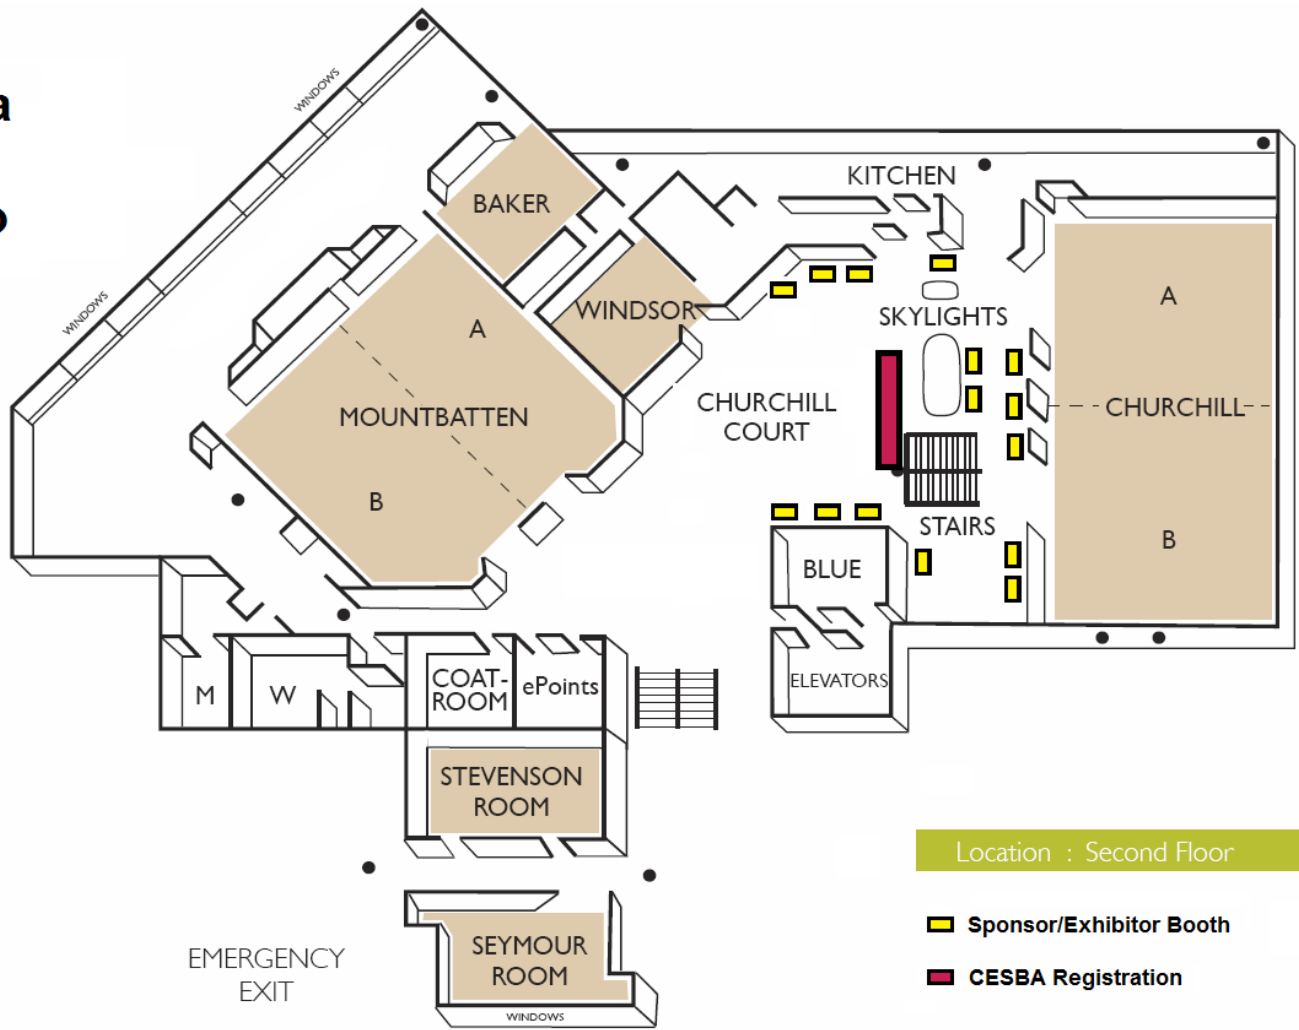 a
WINDOWS
KITCHEN
BAKER
WINDOWS
WINDSOR
A
SKYLIGHTS
A
MOUNTBATTEN
CHURCHILL
COURT
CHURCHILL
B
STAIRS
B
BLUE
ELEVATORS
M
W
COAT-
ROOM
ePoints
STEVENSON
ROOM
Location : Second Floor
Sponsor/Exhibitor Booth
CESBA Registration
SEYMOUR
ROOM
EMERGENCY
EXIT
WINDOWS